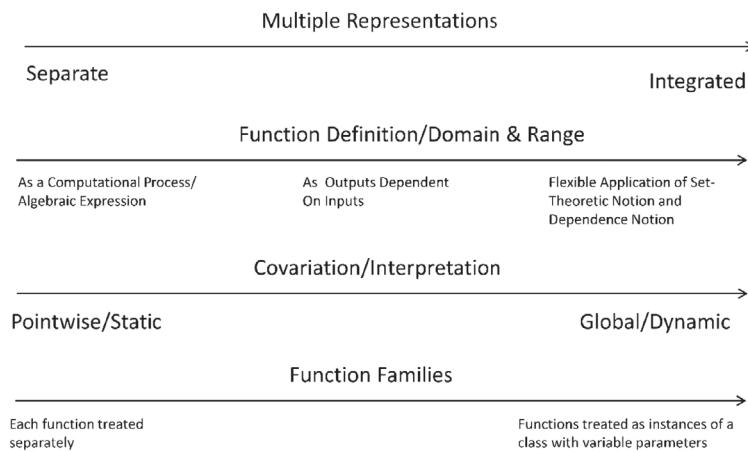 Multiple Representations
Separate
Integrated
Function Definition/Domain & Range
As a Computational Process/
Algebraic Expression
As Outputs Dependent
On Inputs
Flexible Application of Set-
Theoretic Notion and
Dependence Notion
Covariation/Interpretation
Pointwise/Static
Global/Dynamic
Function Families
Each function treated
separately
Functions treated as instances of a
class with variable parameters